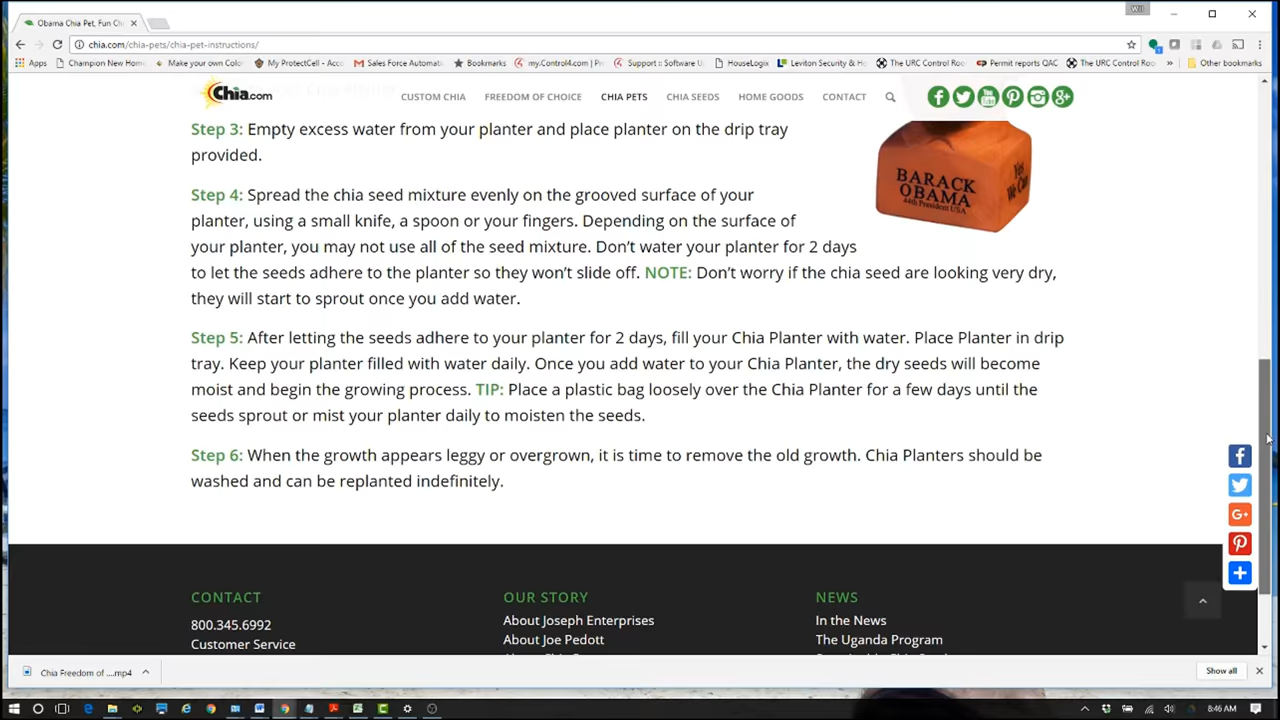 Wil
Obama Chia Pet, Fun Chi
chia.com/chia-pets/chia-pet-instructions/
Apps Champion New Home Make your own Color My ProtectCell - Acco Sales Force Automati Bookmarks my.Control4.com | P Support :: Software U HouseLogix Leviton Security & H The URC Control Roo Permit reports QAC The URC Control Roo » Other bookmarks
Chia.com CUSTOM CHIA FREEDOM OF CHOICE CHIA PETS CHIA SEEDS HOME GOODS CONTACT
Step 3: Empty excess water from your planter and place planter on the drip tray
provided.
BARACK
OBAMA
44th President USA
Yes
We Can
Step 4: Spread the chia seed mixture evenly on the grooved surface of your
planter, using a small knife, a spoon or your fingers. Depending on the surface of
your planter, you may not use all of the seed mixture. Don't water your planter for 2 days
to let the seeds adhere to the planter so they won't slide off. NOTE: Don't worry if the chia seed are looking very dry,
they will start to sprout once you add water.
Step 5: After letting the seeds adhere to your planter for 2 days, fill your Chia Planter with water. Place Planter in drip
tray. Keep your planter filled with water daily. Once you add water to your Chia Planter, the dry seeds will become
moist and begin the growing process. TIP: Place a plastic bag loosely over the Chia Planter for a few days until the
seeds sprout or mist your planter daily to moisten the seeds.
Step 6: When the growth appears leggy or overgrown, it is time to remove the old growth. Chia Planters should be
washed and can be replanted indefinitely.
CONTACT
800.345.6992
Customer Service
OUR STORY
About Joseph Enterprises
About Joe Pedott
NEWS
In the News
The Uganda Program
Chia Freedom of ....mp4
Show all
8:46 AM